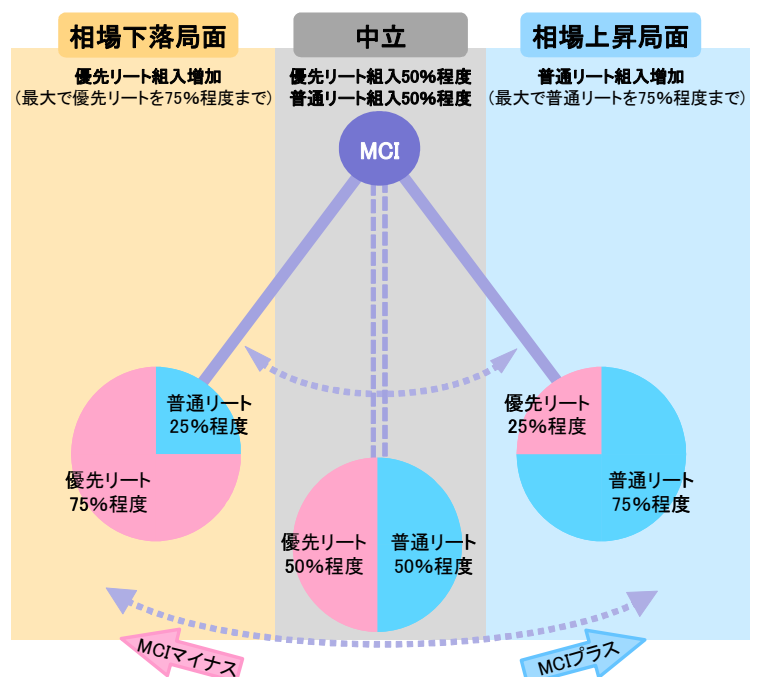 相場下落局面
優先リート組入増加
（最大で優先リートを75％程度まで）
中立
優先リート組入50％程度
普通リート組入50％程度
相場上昇局面
普通リート組入増加
（最大で普通リートを75％程度まで）
MCI
普通リート
25％程度
優先リート
75％程度
優先リート
50％程度
普通リート
50％程度
優先リート
25％程度
普通リート
75％程度
MCIマイナス
MCIプラス